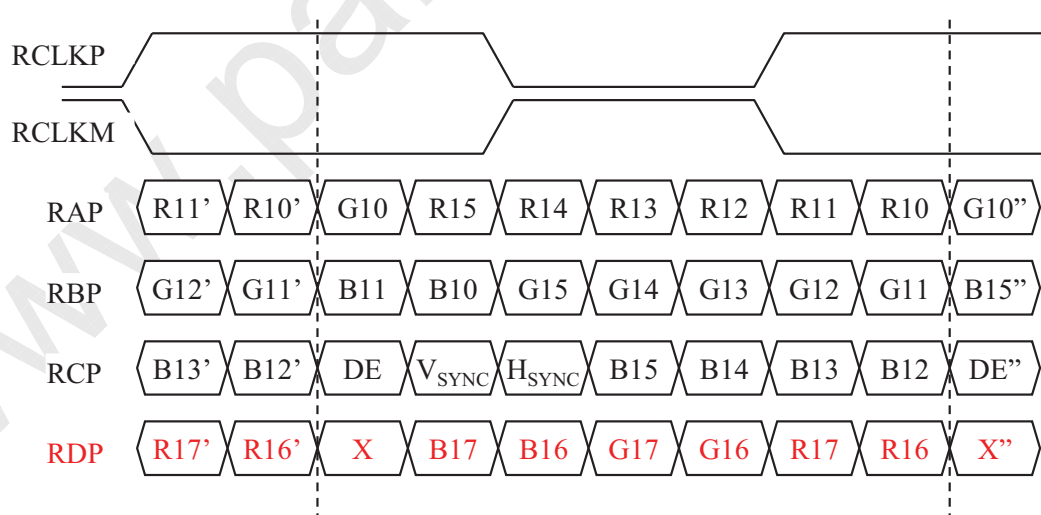 www.pa
RCLKP
RCLKM
RAP R11’ R10’ G10 R15 R14 R13 R12 R11 R10 G10”
RBP G12’ G11’ B11 B10 G15 G14 G13 G12 G11 B15”
RCP B13’ B12’ DE VSYNC HSYNC B15 B14 B13 B12 DE”
RDP R17’ R16’ X B17 B16 G17 G16 R17 R16 X”